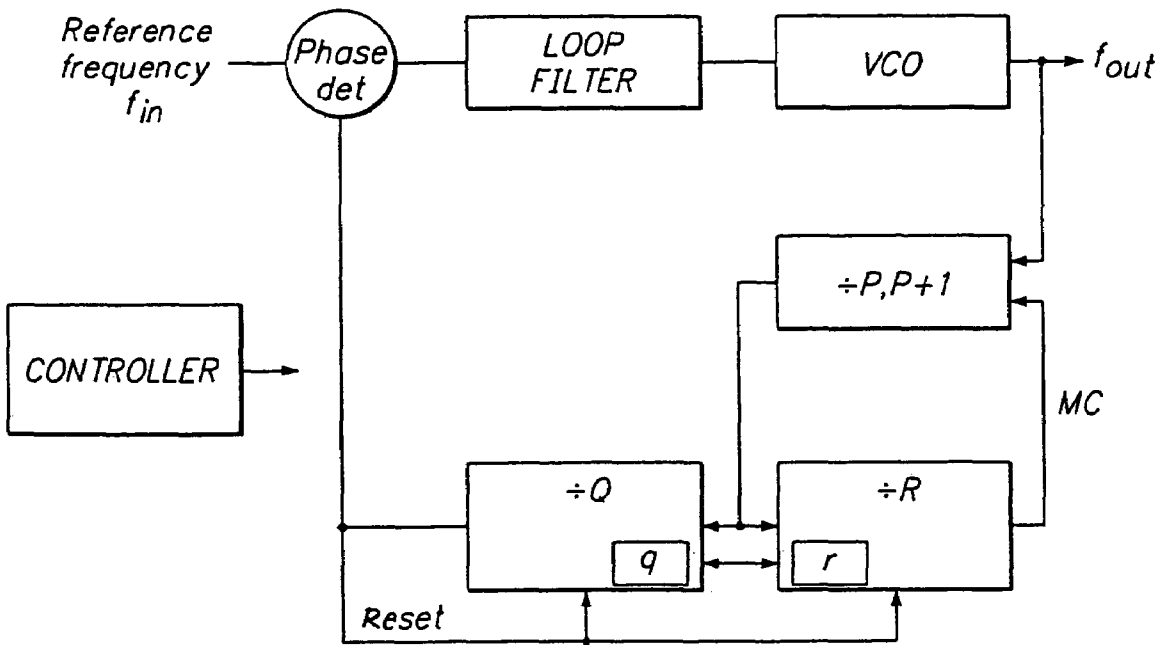 Reference
frequency
f_in
Phase
det
LOOP
FILTER
VCO
f_out
÷P,P+1
CONTROLLER
MC
÷Q
q
÷R
r
Reset